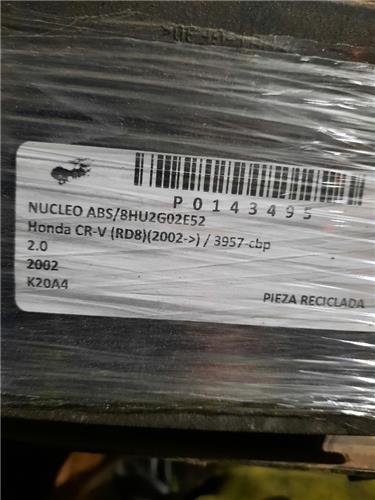 P0143495
NUCLEO ABS/8HU2G02E52
Honda CR-V (RD8)(2002->) / 3957-cbp
2.0
2002
K20A4
PIEZA RECICLADA